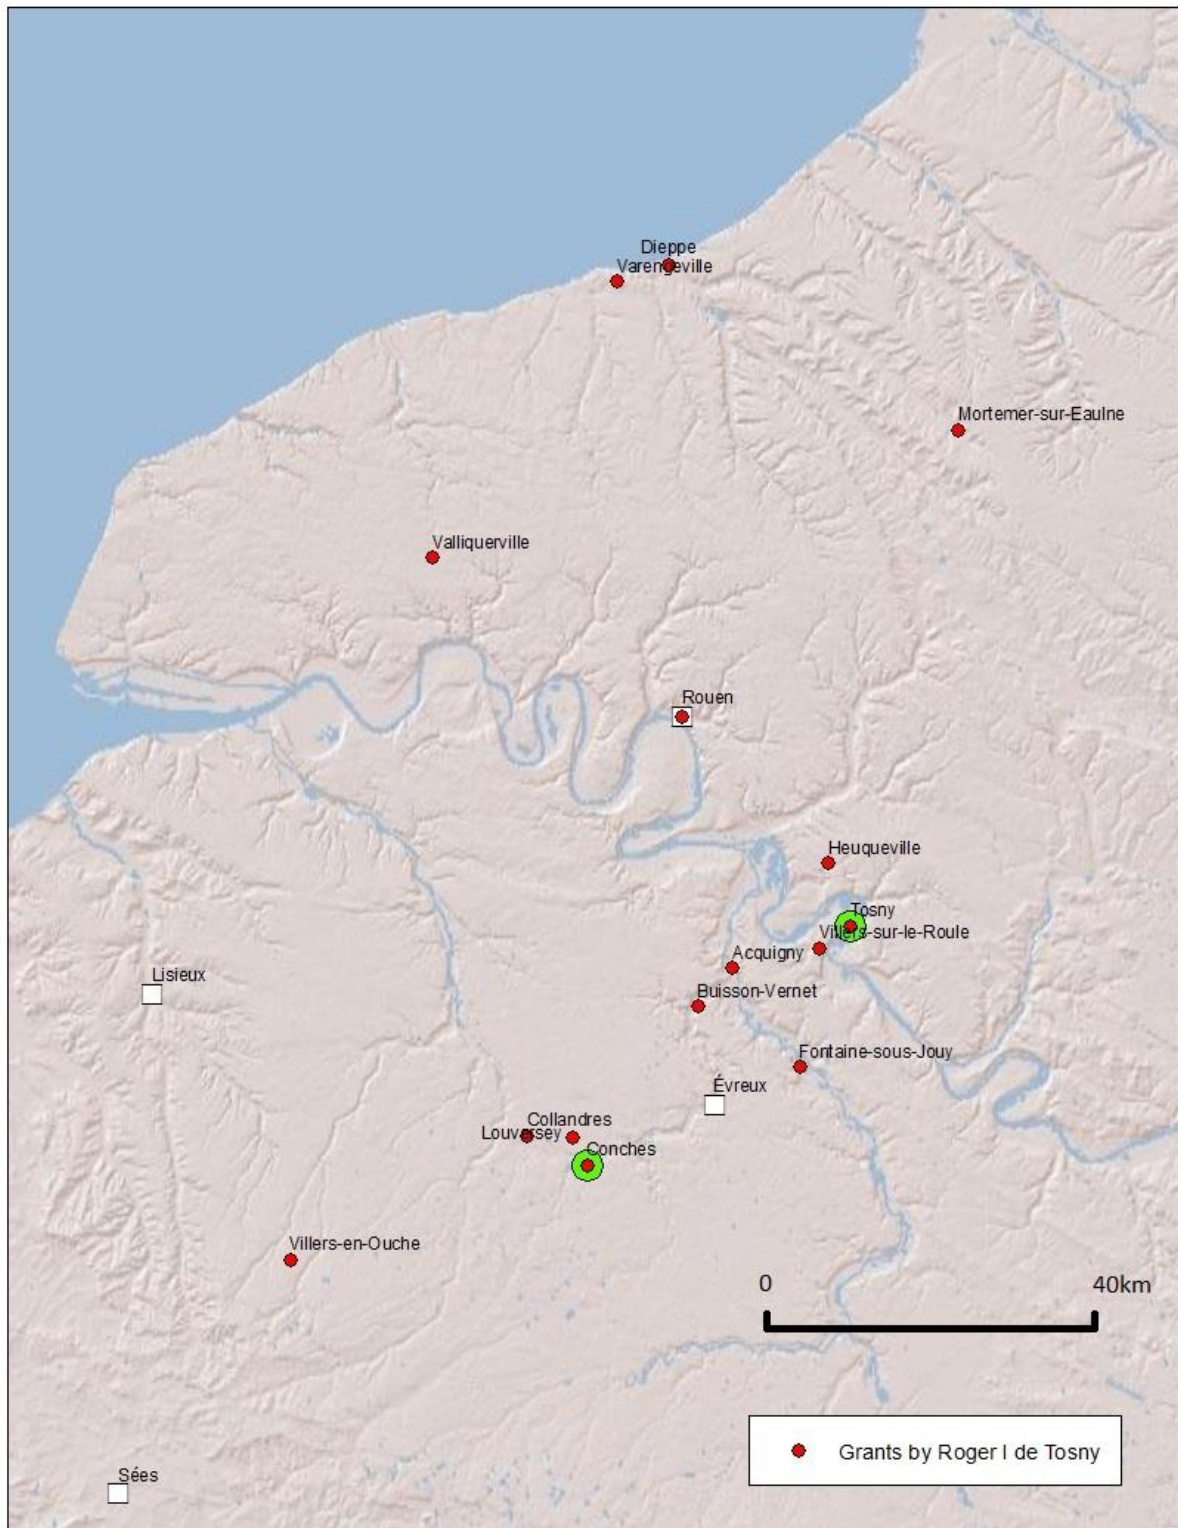 Dieppe
Varengeville
Mortemer-sur-Eaulne
Valliquerville
Rouen
Heuqueville
Tosny
Villers-sur-le-Roule
Acquigny
Lisieux
Buisson-Vernet
Fontaine-sous-Jouy
Évreux
Collandres
Louversey
Conches
Villers-en-Ouche
0 40km
Grants by Roger I de Tosny
Sées